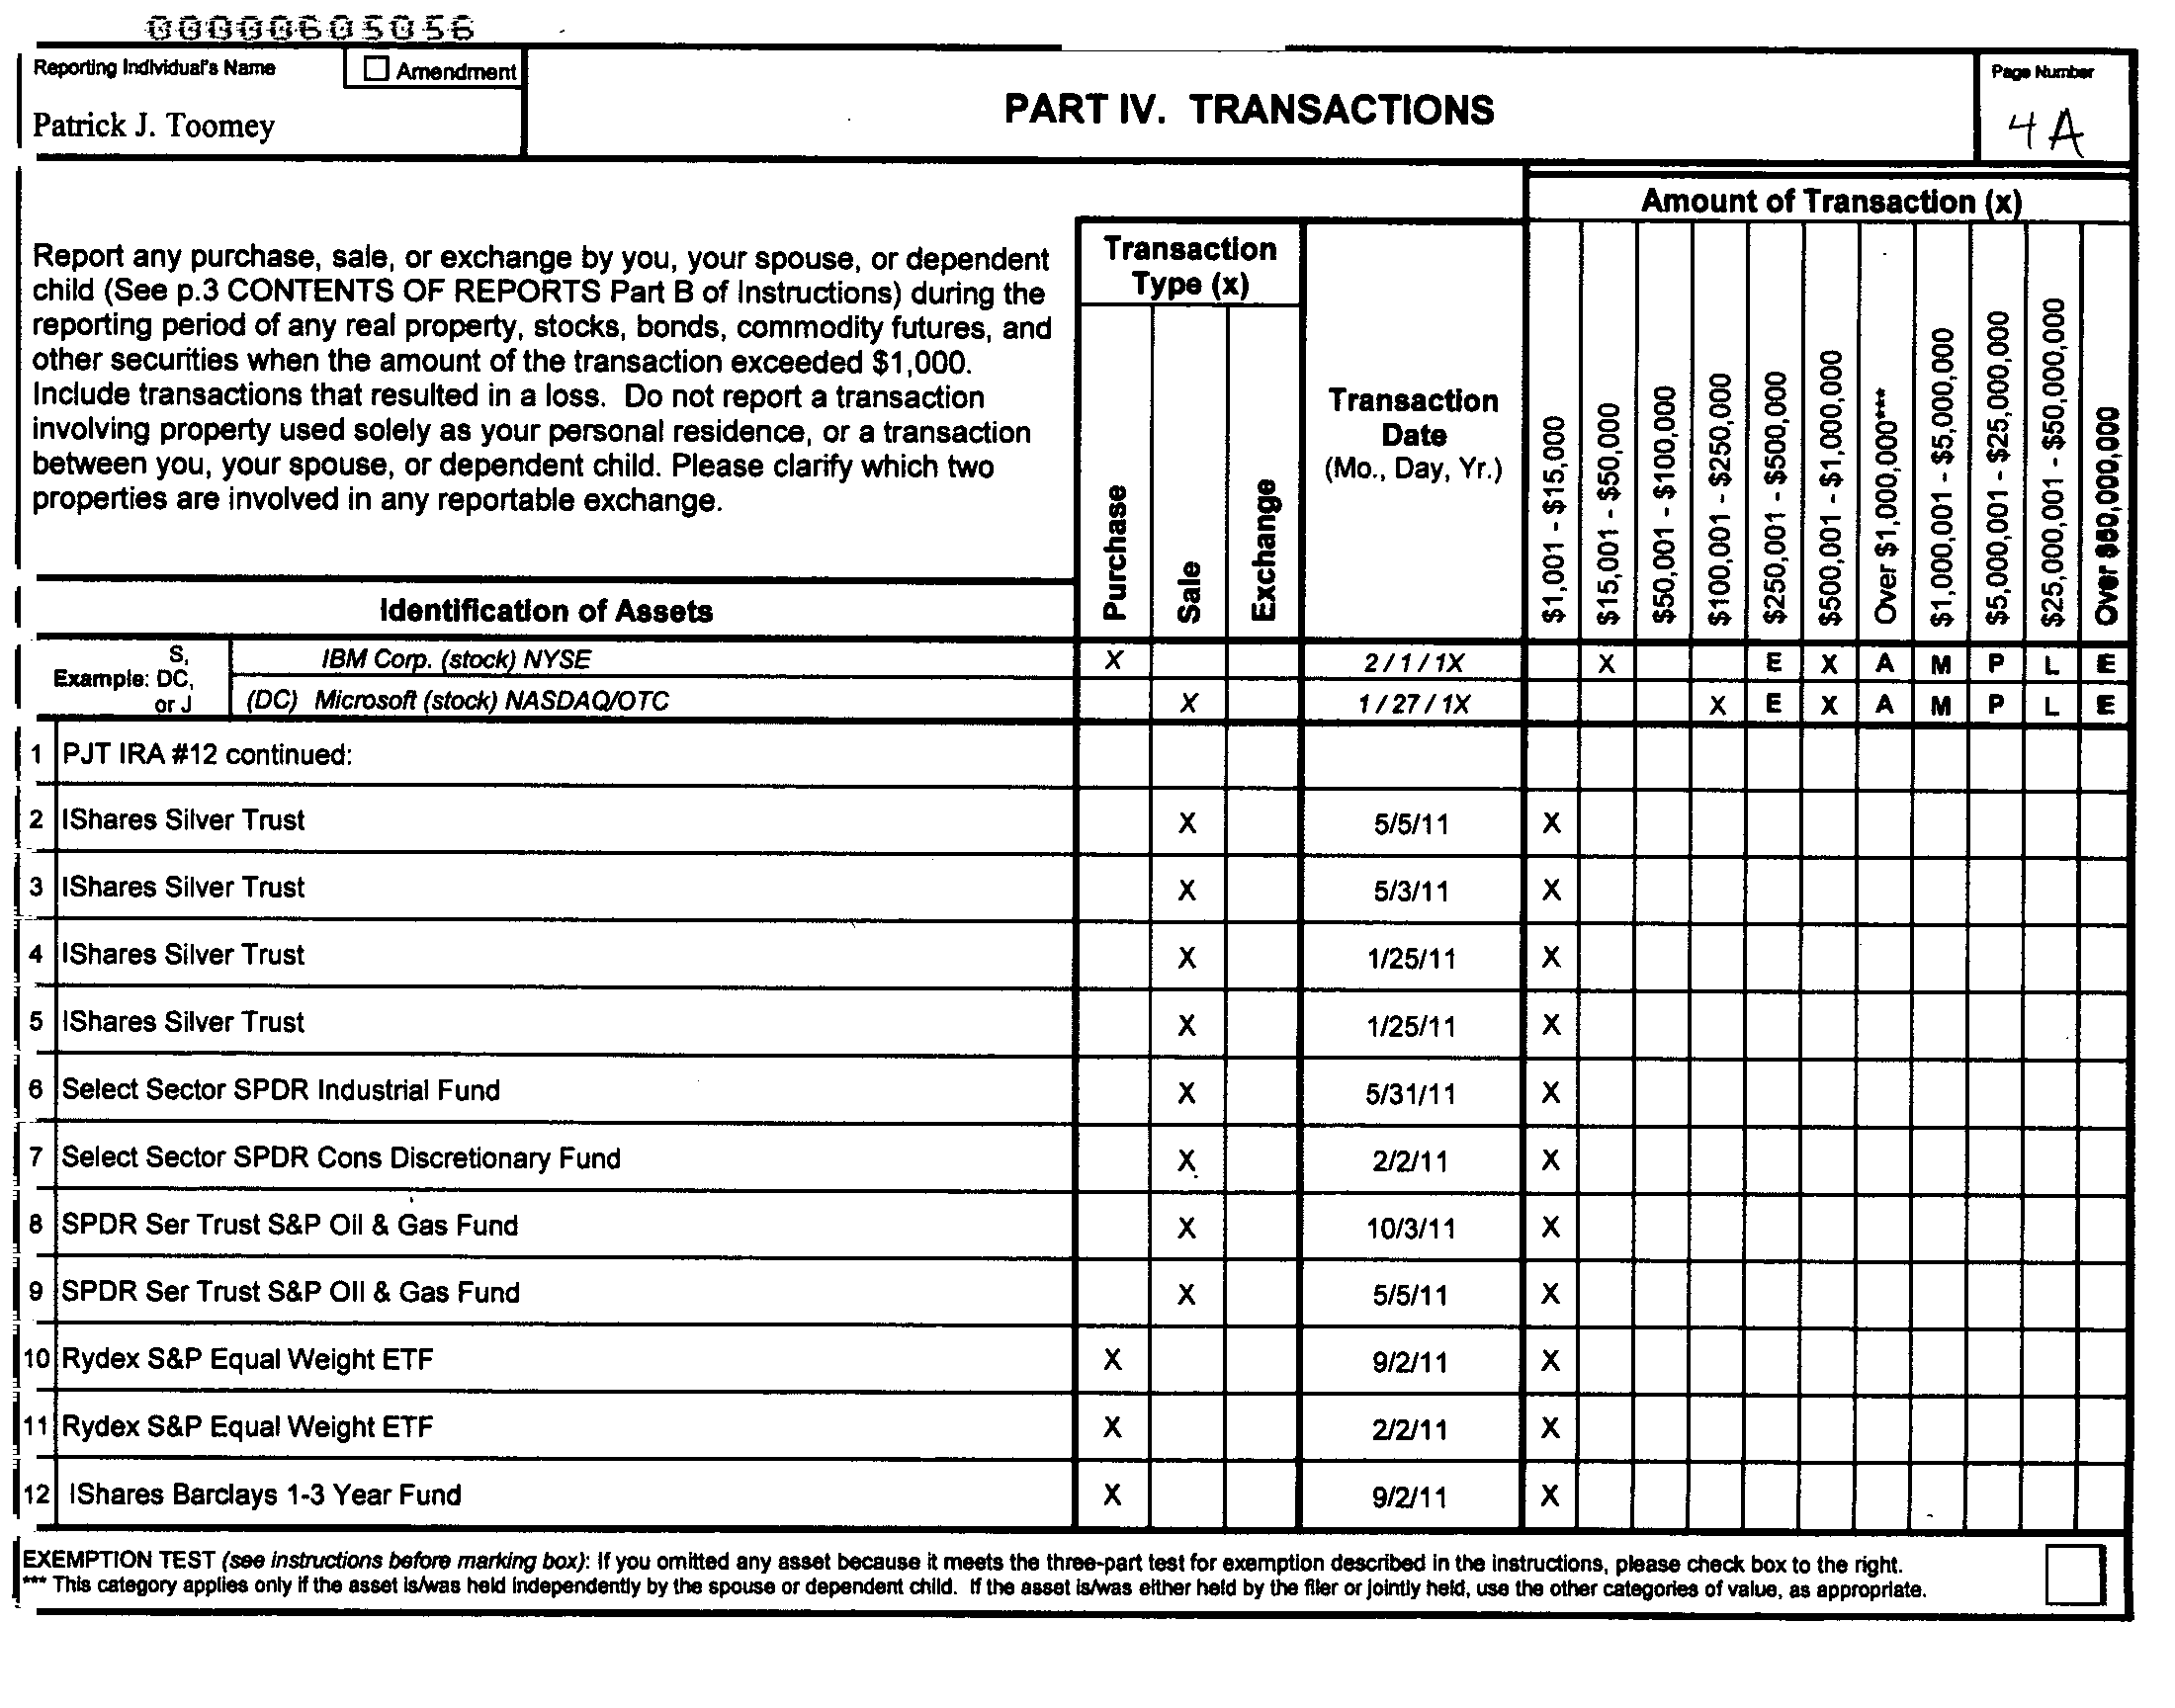 00000605056
Reporting Individual's Name
☐ Amendment
Patrick J. Toomey
PART IV. TRANSACTIONS
Page Number
4A
Amount of Transaction (x)
Report any purchase, sale, or exchange by you, your spouse, or dependent
child (See p.3 CONTENTS OF REPORTS Part B of Instructions) during the
reporting period of any real property, stocks, bonds, commodity futures, and
other securities when the amount of the transaction exceeded $1,000.
Include transactions that resulted in a loss. Do not report a transaction
involving property used solely as your personal residence, or a transaction
between you, your spouse, or dependent child. Please clarify which two
properties are involved in any reportable exchange.
Transaction
Type (x)
Purchase
Sale
Exchange
Transaction
Date
(Mo., Day, Yr.)
$1,001 - $15,000
$15,001 - $50,000
$50,001 - $100,000
$100,001 - $250,000
$250,001 - $500,000
$500,001 - $1,000,000
Over $1,000,000***
$1,000,001 - $5,000,000
$5,000,001 - $25,000,000
$25,000,001 - $50,000,000
Over $50,000,000
Identification of Assets
Example: S, DC, or J
IBM Corp. (stock) NYSE X 2/1/1X X E X A M P L E
(DC) Microsoft (stock) NASDAQ/OTC X 1/27/1X X E X A M P L E
1 PJT IRA #12 continued:
2 IShares Silver Trust X 5/5/11 X
3 IShares Silver Trust X 5/3/11 X
4 IShares Silver Trust X 1/25/11 X
5 IShares Silver Trust X 1/25/11 X
6 Select Sector SPDR Industrial Fund X 5/31/11 X
7 Select Sector SPDR Cons Discretionary Fund X 2/2/11 X
8 SPDR Ser Trust S&P Oil & Gas Fund X 10/3/11 X
9 SPDR Ser Trust S&P Oil & Gas Fund X 5/5/11 X
10 Rydex S&P Equal Weight ETF X 9/2/11 X
11 Rydex S&P Equal Weight ETF X 2/2/11 X
12 IShares Barclays 1-3 Year Fund X 9/2/11 X
EXEMPTION TEST (see instructions before marking box): If you omitted any asset because it meets the three-part test for exemption described in the instructions, please check box to the right.
*** This category applies only if the asset is/was held independently by the spouse or dependent child. If the asset is/was either held by the filer or jointly held, use the other categories of value, as appropriate.